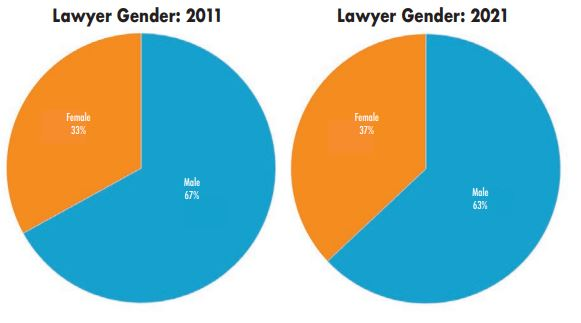 Lawyer Gender: 2011
Female
33%
Male
67%
Lawyer Gender: 2021
Female
37%
Male
63%